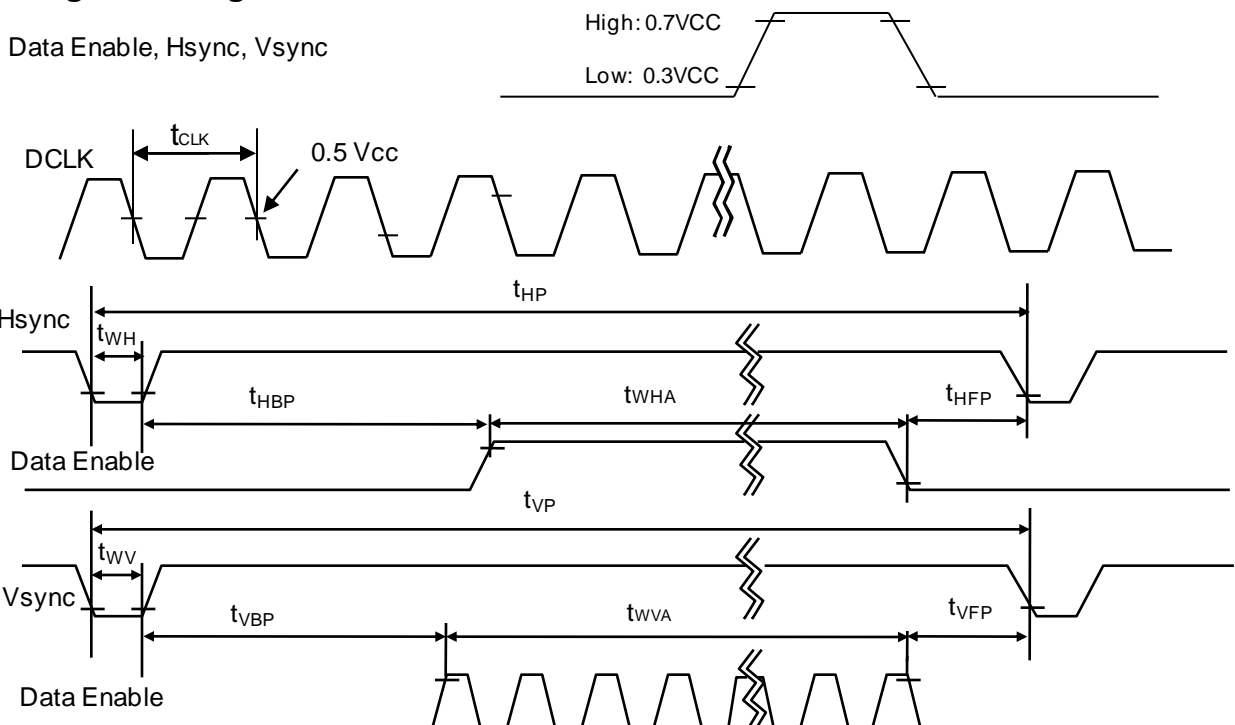 High: 0.7VCC
Data Enable, Hsync, Vsync
Low: 0.3VCC
tCLK
DCLK
0.5 Vcc
tHP
Hsync
tWH
tHBP
tWHA
tHFP
Data Enable
tVP
tWV
Vsync
tVBP
tWVA
tVFP
Data Enable